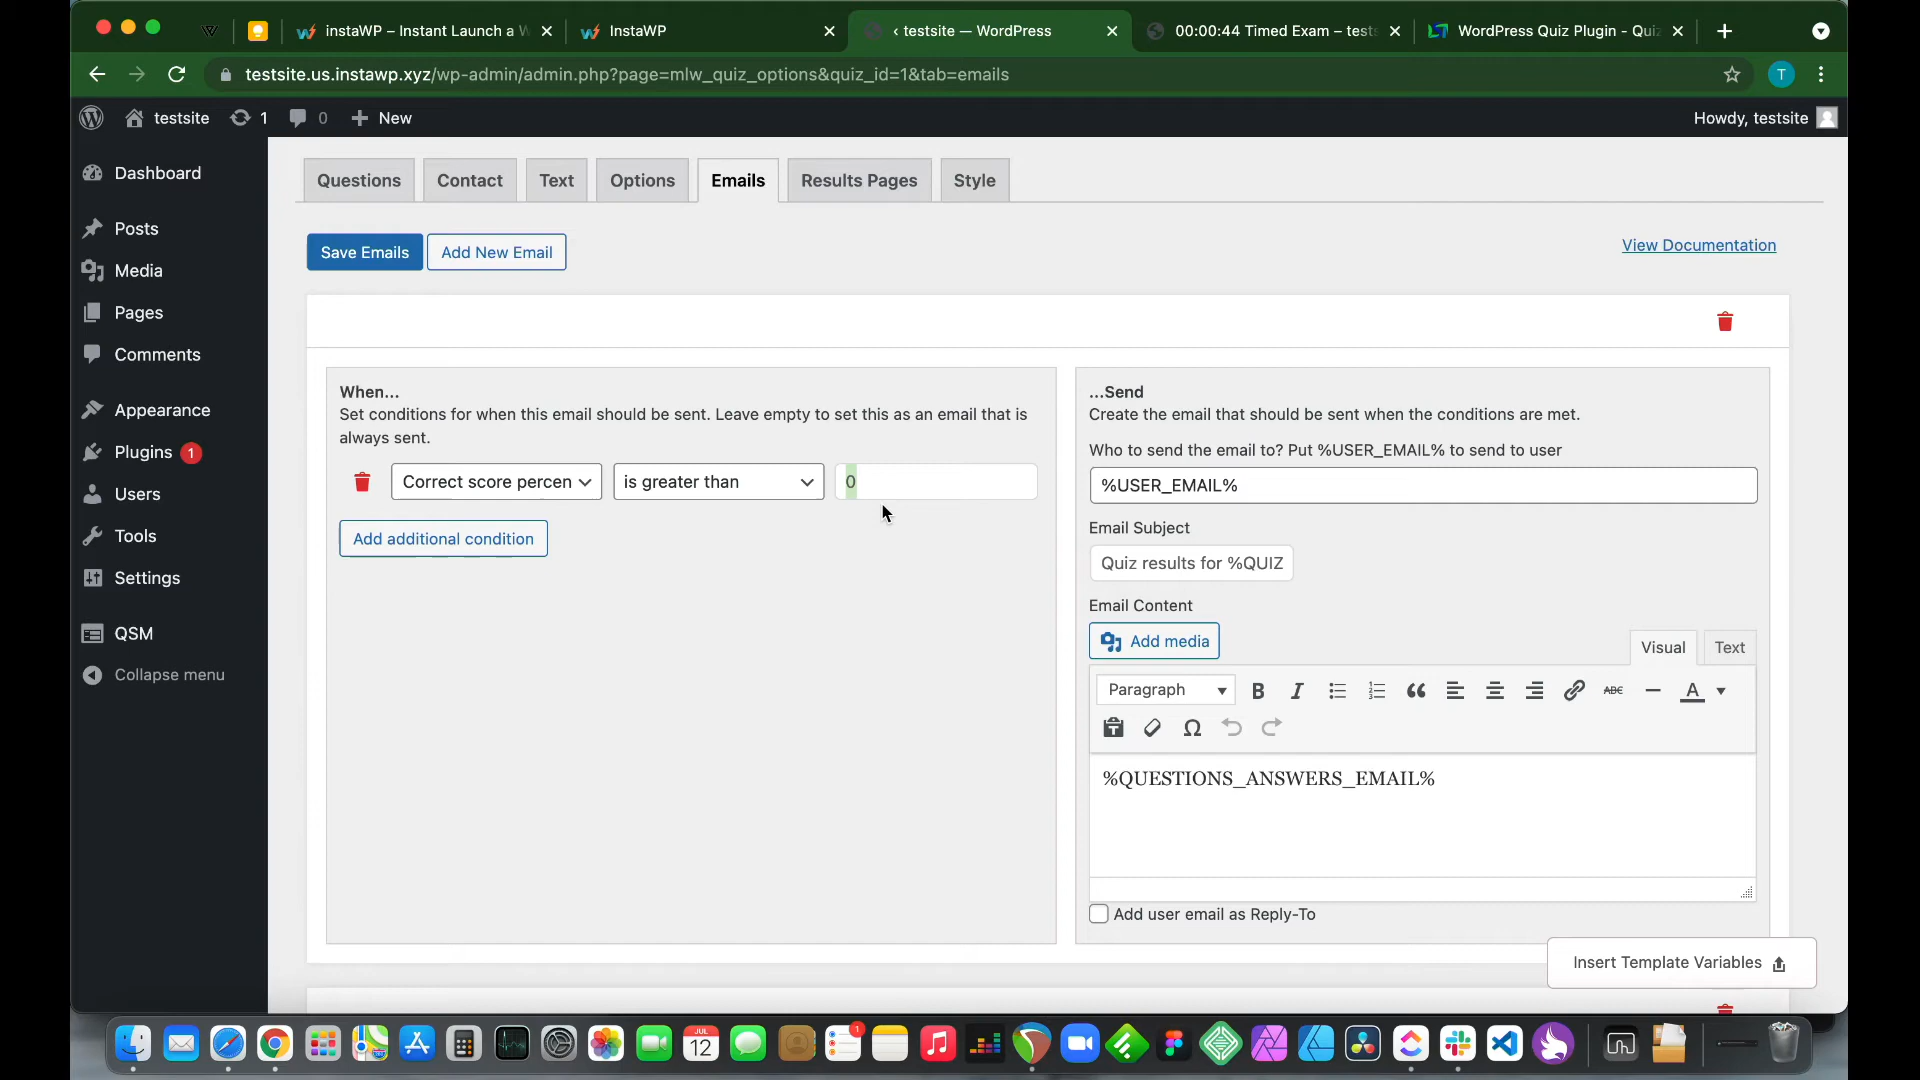 instaWP – Instant Launch a W
InstaWP
‹ testsite — WordPress
00:00:44 Timed Exam – tests
WordPress Quiz Plugin - Quiz
testsite.us.instawp.xyz/wp-admin/admin.php?page=mlw_quiz_options&quiz_id=1&tab=emails
T
testsite
1
0
New
Howdy, testsite
Dashboard
Posts
Media
Pages
Comments
Appearance
Plugins 1
Users
Tools
Settings
QSM
Collapse menu
Questions
Contact
Text
Options
Emails
Results Pages
Style
Save Emails
Add New Email
View Documentation
When...
Set conditions for when this email should be sent. Leave empty to set this as an email that is
always sent.
Correct score percen
is greater than
0
Add additional condition
...Send
Create the email that should be sent when the conditions are met.
Who to send the email to? Put %USER_EMAIL% to send to user
%USER_EMAIL%
Email Subject
Quiz results for %QUIZ
Email Content
Add media
Visual
Text
Paragraph
B
I
ABC
A
T
Ω
%QUESTIONS_ANSWERS_EMAIL%
Add user email as Reply-To
Insert Template Variables
JUL
12
1